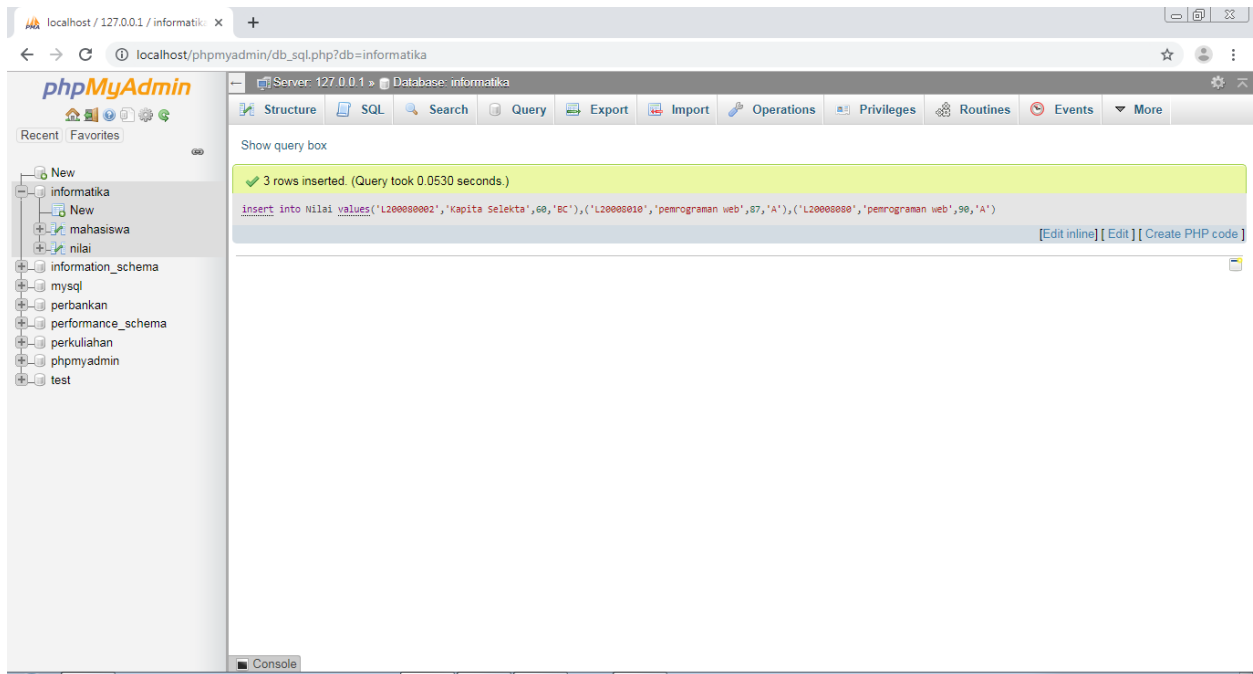 localhost / 127.0.0.1 / informatika
localhost/phpmyadmin/db_sql.php?db=informatika
phpMyAdmin
Recent Favorites
New
informatika
New
mahasiswa
nilai
information_schema
mysql
perbankan
performance_schema
perkuliahan
phpmyadmin
test
Server: 127.0.0.1 » Database: informatika
Structure SQL Search Query Export Import Operations Privileges Routines Events More
Show query box
3 rows inserted. (Query took 0.0530 seconds.)
insert into Nilai values('L200080002','Kapita Selekta',60,'BC'),('L20008010','pemrograman web',87,'A'),('L20008080','pemrograman web',90,'A')
[Edit inline] [ Edit ] [ Create PHP code ]
Console